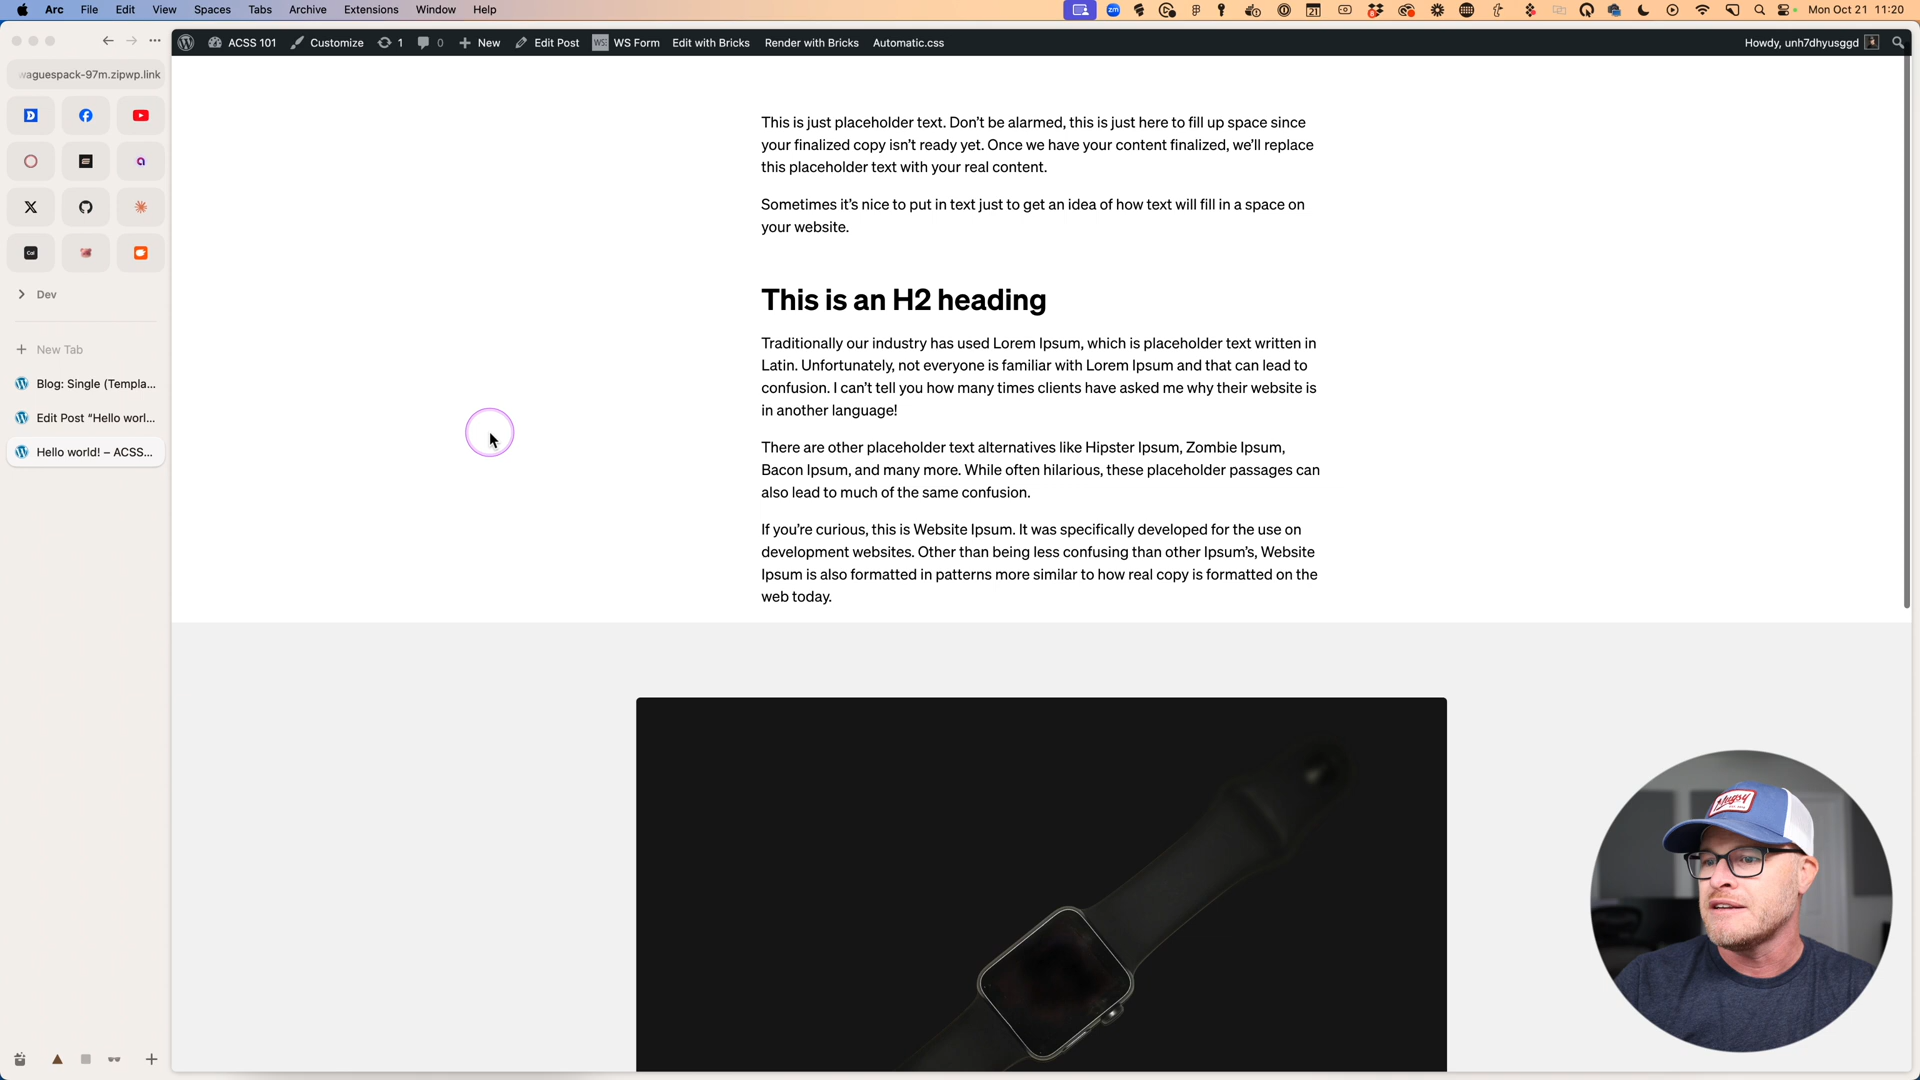 Arc File Edit View Spaces Tabs Archive Extensions Window Help
Mon Oct 21 11:20
ACSS 101 Customize 1 0 New Edit Post WS Form Edit with Bricks Render with Bricks Automatic.css
Howdy, unh7dhyusggd
waguespack-97m.zipwp.link
Dev
New Tab
Blog: Single (Templa...
Edit Post “Hello worl...
Hello world! – ACSS...
This is just placeholder text. Don’t be alarmed, this is just here to fill up space since
your finalized copy isn’t ready yet. Once we have your content finalized, we’ll replace
this placeholder text with your real content.
Sometimes it’s nice to put in text just to get an idea of how text will fill in a space on
your website.
This is an H2 heading
Traditionally our industry has used Lorem Ipsum, which is placeholder text written in
Latin. Unfortunately, not everyone is familiar with Lorem Ipsum and that can lead to
confusion. I can’t tell you how many times clients have asked me why their website is
in another language!
There are other placeholder text alternatives like Hipster Ipsum, Zombie Ipsum,
Bacon Ipsum, and many more. While often hilarious, these placeholder passages can
also lead to much of the same confusion.
If you’re curious, this is Website Ipsum. It was specifically developed for the use on
development websites. Other than being less confusing than other Ipsum’s, Website
Ipsum is also formatted in patterns more similar to how real copy is formatted on the
web today.